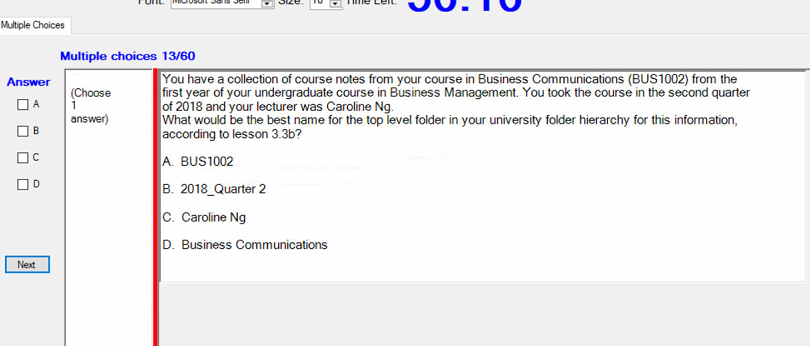 Font: Microsoft Sans Serif Size: 10 Time Left:
Multiple Choices
Multiple choices 13/60
Answer
A
B
C
D
Next
(Choose
1
answer)
You have a collection of course notes from your course in Business Communications (BUS1002) from the
first year of your undergraduate course in Business Management. You took the course in the second quarter
of 2018 and your lecturer was Caroline Ng.
What would be the best name for the top level folder in your university folder hierarchy for this information,
according to lesson 3.3b?
A. BUS1002
B. 2018_Quarter 2
C. Caroline Ng
D. Business Communications